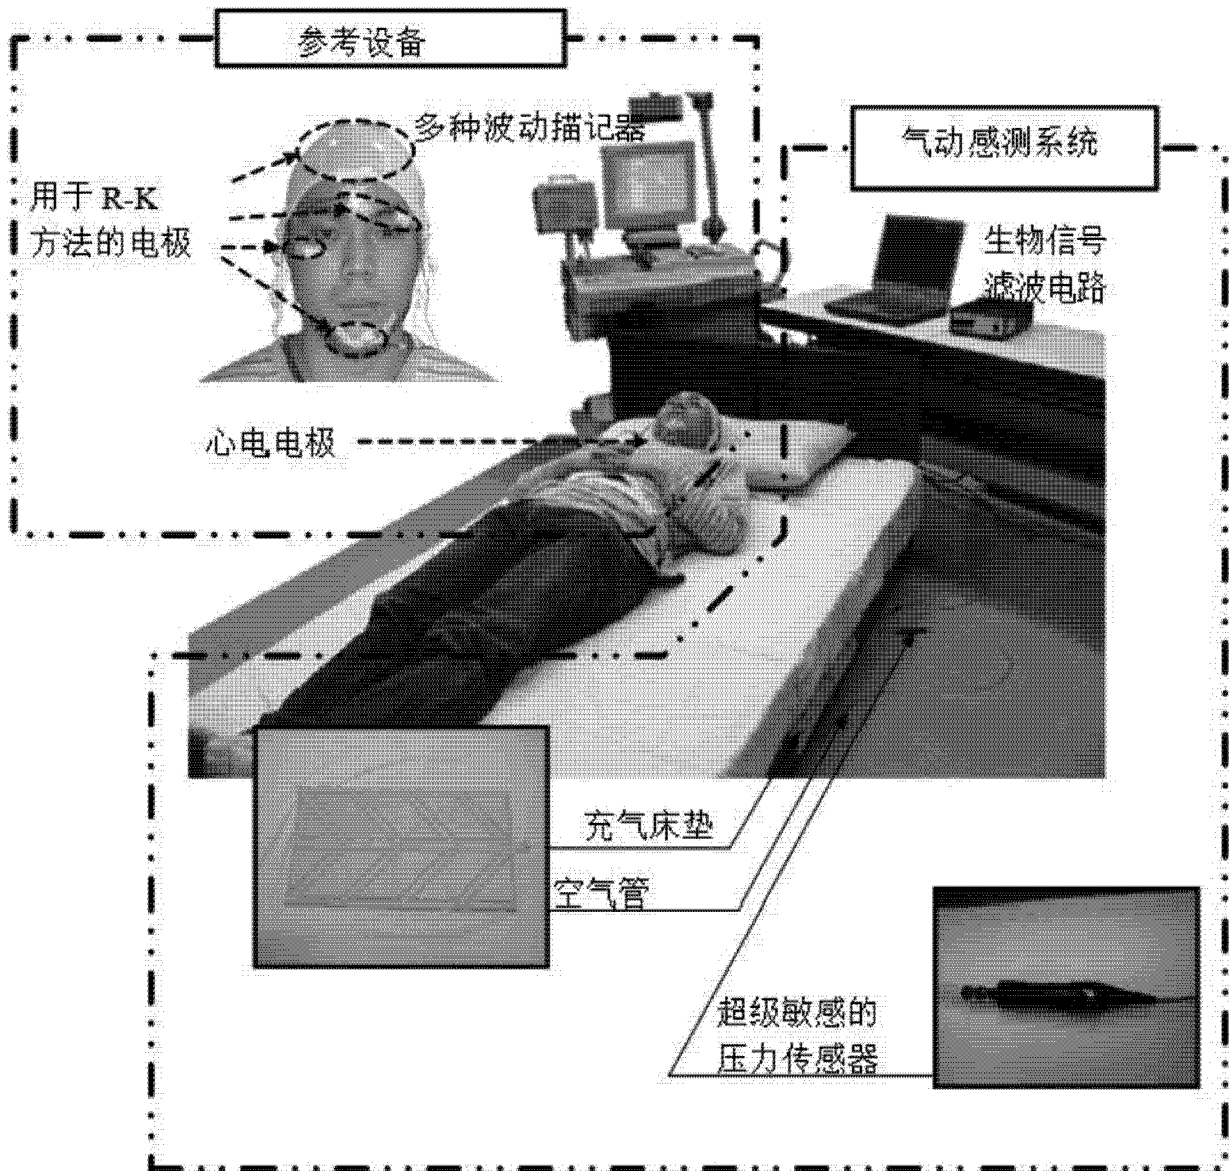 参考设备
多种波动描记器
气动感测系统
用于 R-K
方法的电极
生物信号
滤波电路
心电电极
充气床垫
空气管
超级敏感的
压力传感器